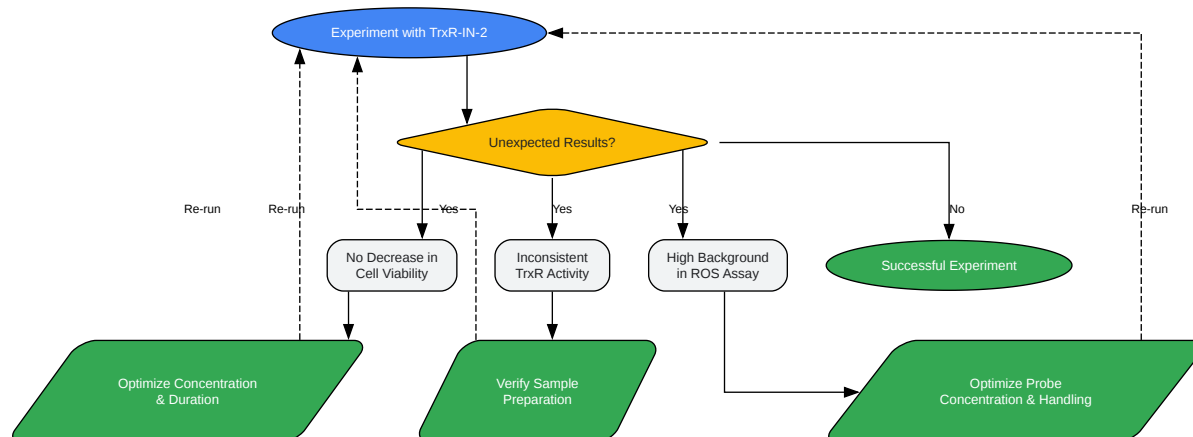 Experiment with TrxR-IN-2
Unexpected Results?
Re-run
Re-run
Yes
Yes
Yes
No
Re-run
No Decrease in
Cell Viability
Inconsistent
TrxR Activity
High Background
in ROS Assay
Successful Experiment
Optimize Concentration
& Duration
Verify Sample
Preparation
Optimize Probe
Concentration & Handling